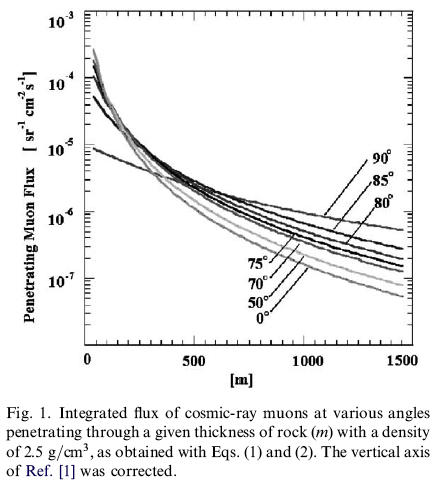 10⁻³
10⁻⁴
10⁻⁵
10⁻⁶
10⁻⁷
Penetrating Muon Flux [ sr⁻¹ cm⁻² s⁻¹]
90°
85°
80°
75°
70°
50°
0°
0 500 1000 1500
[m]
Fig. 1. Integrated flux of cosmic-ray muons at various angles
penetrating through a given thickness of rock (m) with a density
of 2.5 g/cm³, as obtained with Eqs. (1) and (2). The vertical axis
of Ref. [1] was corrected.